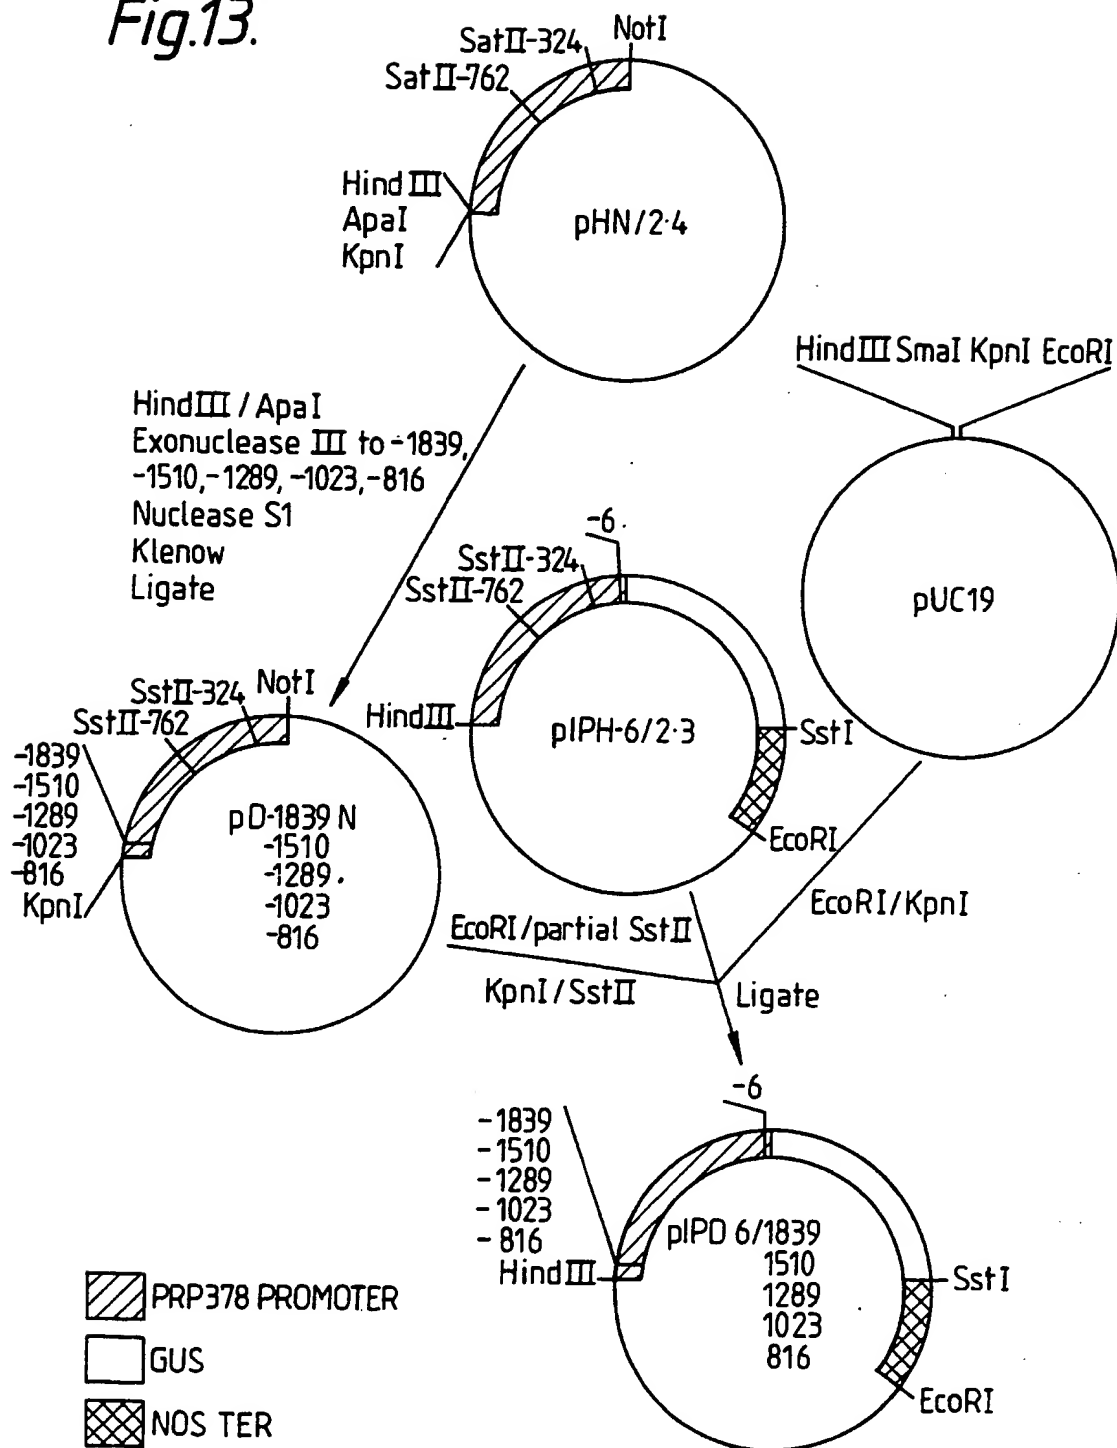 Fig.13.
NotI
SatII-324
SatII-762
HindIII
ApaI
KpnI
pHN/2·4
HindIII SmaI KpnI EcoRI
pUC19
HindIII / ApaI
Exonuclease III to -1839,
-1510,-1289, -1023,-816
Nuclease S1
Klenow
Ligate
-6
SstII-324
SstII-762
HindIII
pIPH-6/2·3
SstI
EcoRI
NotI
SstII-324
SstII-762
-1839
-1510
-1289
-1023
-816
KpnI
pD-1839 N
-1510
-1289
-1023
-816
EcoRI/partial SstII
KpnI/SstII
EcoRI/KpnI
Ligate
-6
-1839
-1510
-1289
-1023
-816
HindIII
pIPD 6/1839
1510
1289
1023
816
SstI
EcoRI
PRP378 PROMOTER
GUS
NOS TER